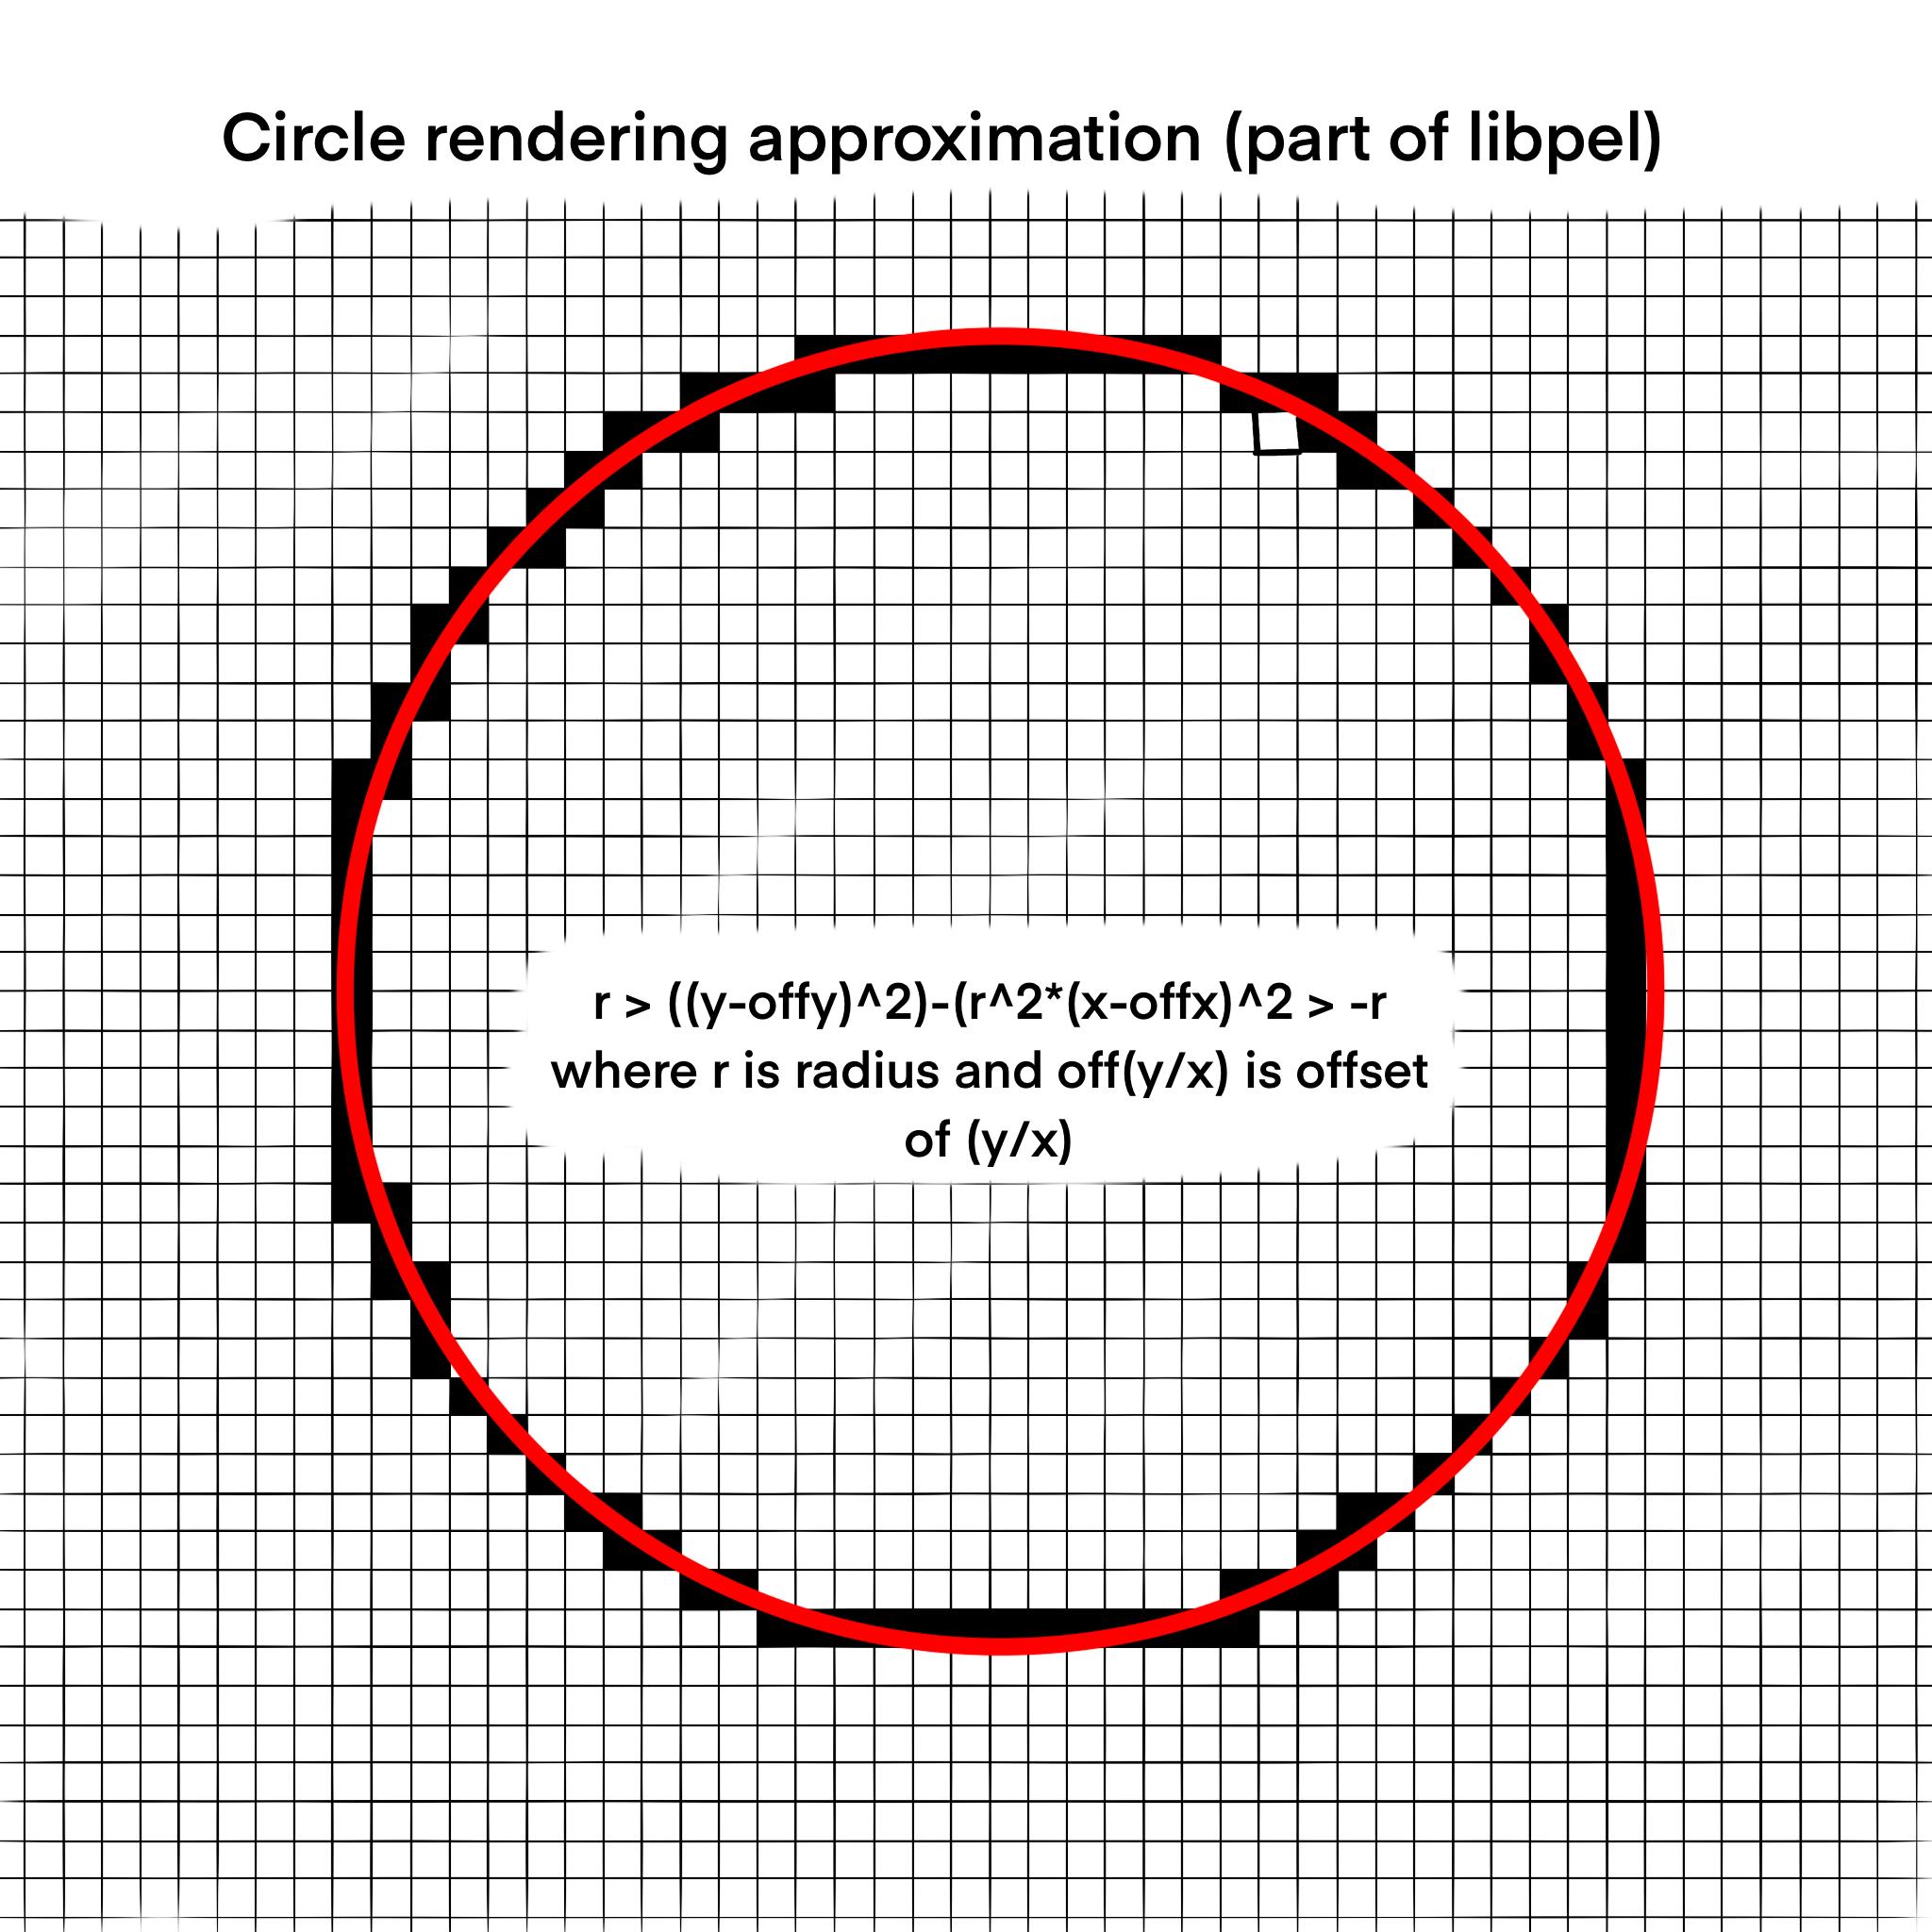 Circle rendering approximation (part of libpel)
r > ((y-offy)^2)-(r^2*(x-offx)^2 > -r
where r is radius and off(y/x) is offset
of (y/x)